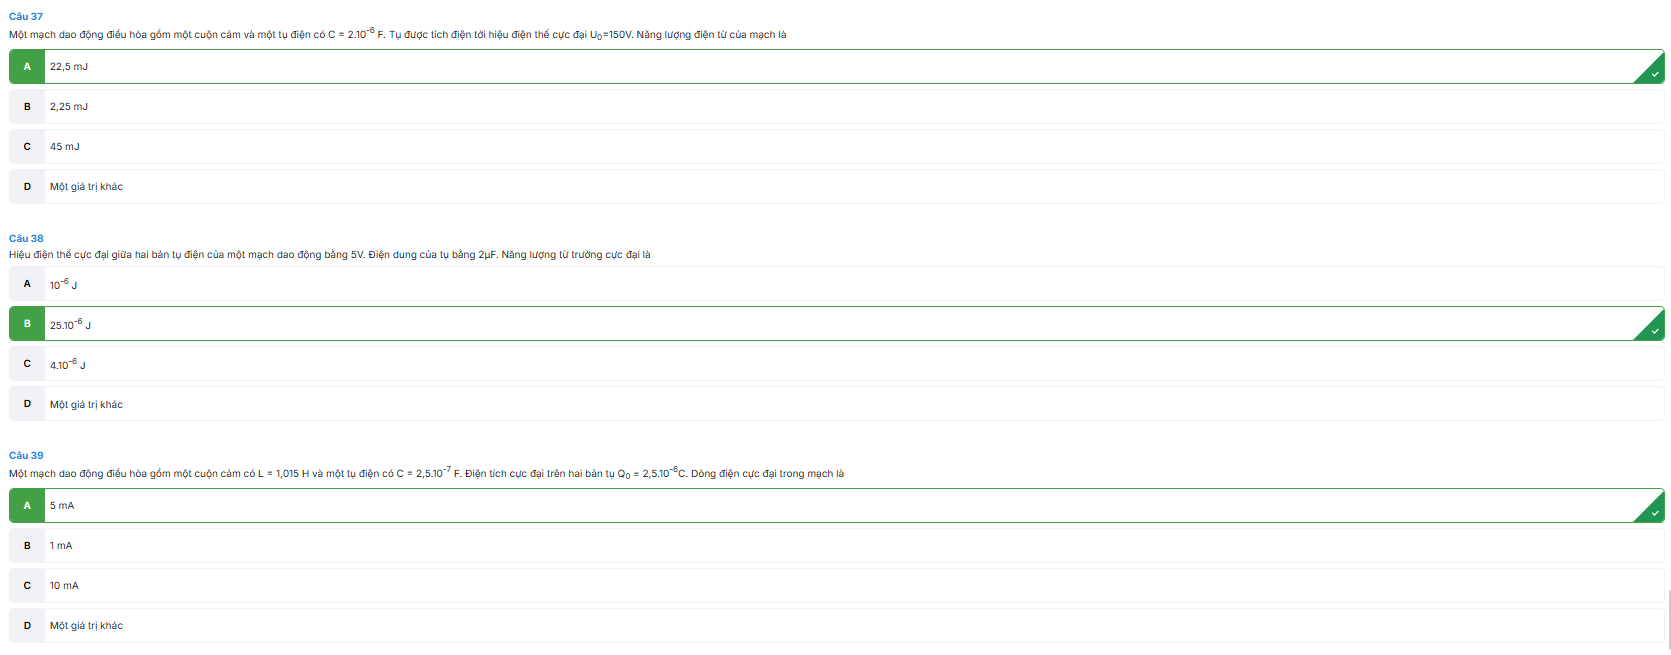 Câu 37
Một mạch dao động điều hòa gồm một cuộn cảm và một tụ điện có C = 2.10⁻⁶ F. Tụ được tích điện tới hiệu điện thế cực đại U₀=150V. Năng lượng điện từ của mạch là
A 22,5 mJ
B 2,25 mJ
C 45 mJ
D Một giá trị khác
Câu 38
Hiệu điện thế cực đại giữa hai bản tụ điện của một mạch dao động bằng 5V. Điện dung của tụ bằng 2μF. Năng lượng từ trường cực đại là
A 10⁻⁶ J
B 25.10⁻⁶ J
C 4.10⁻⁶ J
D Một giá trị khác
Câu 39
Một mạch dao động điều hòa gồm một cuộn cảm có L = 1,015 H và một tụ điện có C = 2,5.10⁻⁷ F. Điện tích cực đại trên hai bản tụ Q₀ = 2,5.10⁻⁶C. Dòng điện cực đại trong mạch là
A 5 mA
B 1 mA
C 10 mA
D Một giá trị khác